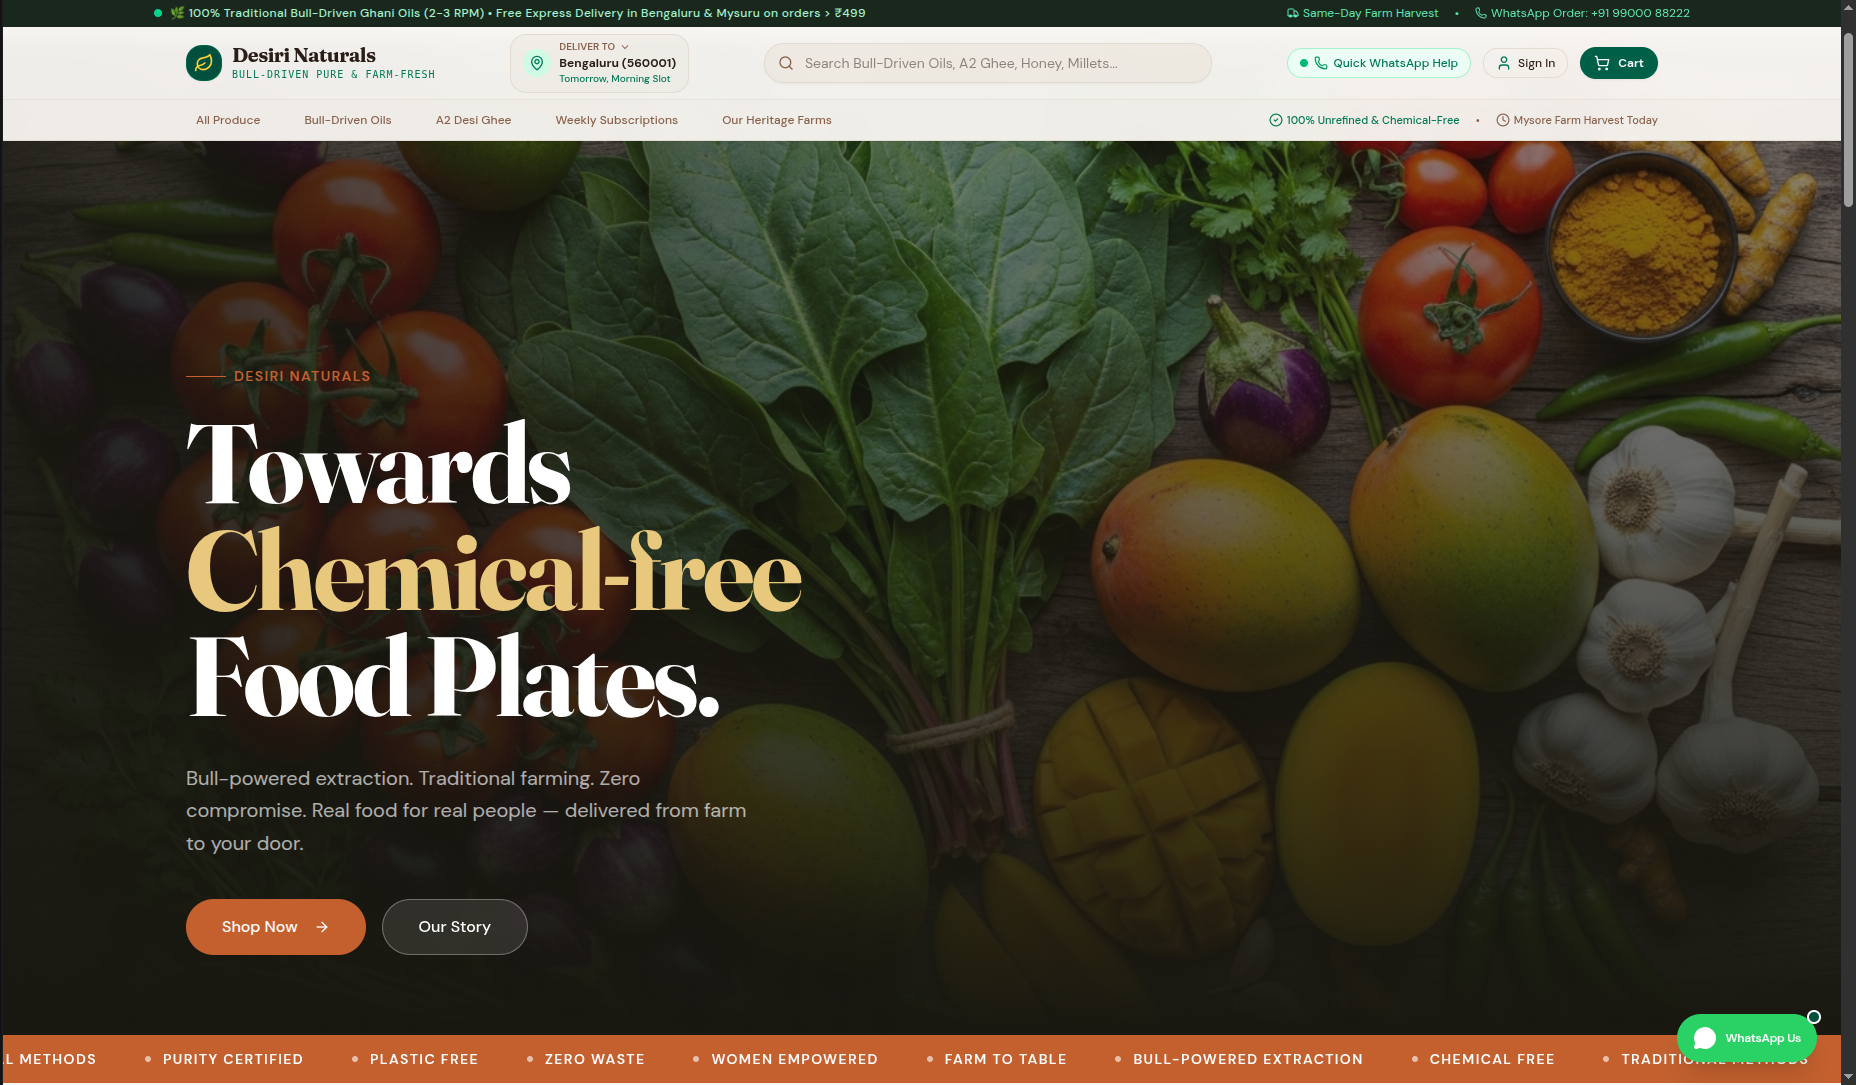 🌿 100% Traditional Bull-Driven Ghani Oils (2-3 RPM) • Free Express Delivery in Bengaluru & Mysuru on orders > ₹499
Same-Day Farm Harvest • WhatsApp Order: +91 99000 88222
Desiri Naturals
BULL-DRIVEN PURE & FARM-FRESH
DELIVER TO
Bengaluru (560001)
Tomorrow, Morning Slot
Search Bull-Driven Oils, A2 Ghee, Honey, Millets...
Quick WhatsApp Help
Sign In
Cart
All Produce
Bull-Driven Oils
A2 Desi Ghee
Weekly Subscriptions
Our Heritage Farms
100% Unrefined & Chemical-Free • Mysore Farm Harvest Today
DESIRI NATURALS
Towards
Chemical-free
Food Plates.
Bull-powered extraction. Traditional farming. Zero
compromise. Real food for real people — delivered from farm
to your door.
Shop Now →
Our Story
L METHODS • PURITY CERTIFIED • PLASTIC FREE • ZERO WASTE • WOMEN EMPOWERED • FARM TO TABLE • BULL-POWERED EXTRACTION • CHEMICAL FREE • TRADITIONAL METHODS
WhatsApp Us